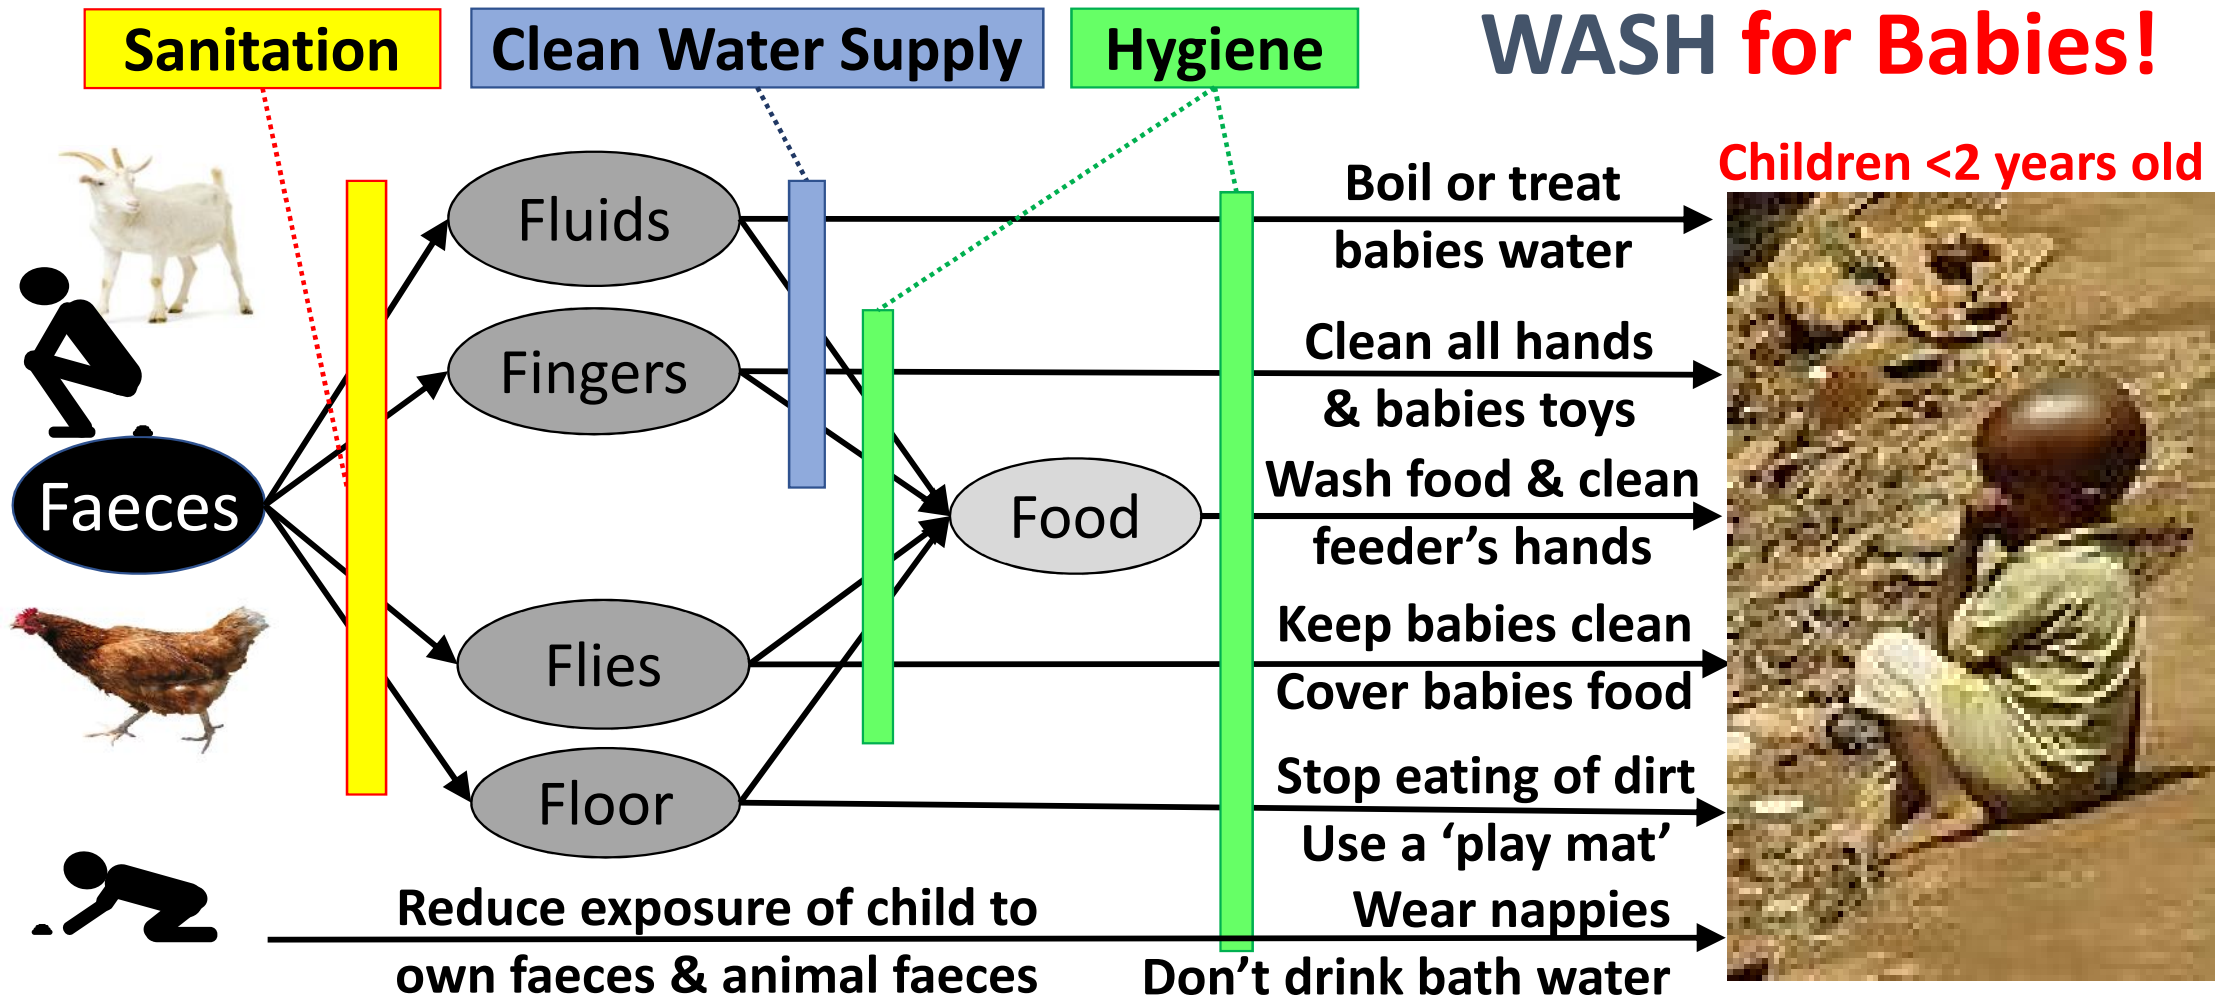 Sanitation
Clean Water Supply
Hygiene
WASH for Babies!
Children <2 years old
Fluids
Boil or treat
babies water
Fingers
Clean all hands
& babies toys
Faeces
Food
Wash food & clean
feeder’s hands
Flies
Keep babies clean
Cover babies food
Floor
Stop eating of dirt
Use a ‘play mat’
Reduce exposure of child to
own faeces & animal faeces
Wear nappies
Don’t drink bath water